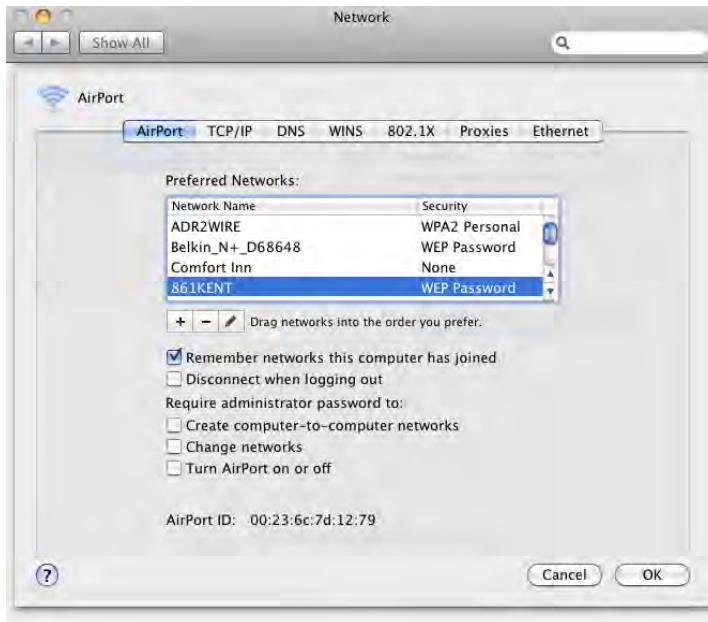 Network
Show All
AirPort
AirPort TCP/IP DNS WINS 802.1X Proxies Ethernet
Preferred Networks:
Network Name Security
ADR2WIRE WPA2 Personal
Belkin_N+_D68648 WEP Password
Comfort Inn None
861KENT WEP Password
+ − Drag networks into the order you prefer.
Remember networks this computer has joined
Disconnect when logging out
Require administrator password to:
Create computer-to-computer networks
Change networks
Turn AirPort on or off
AirPort ID: 00:23:6c:7d:12:79
? Cancel OK